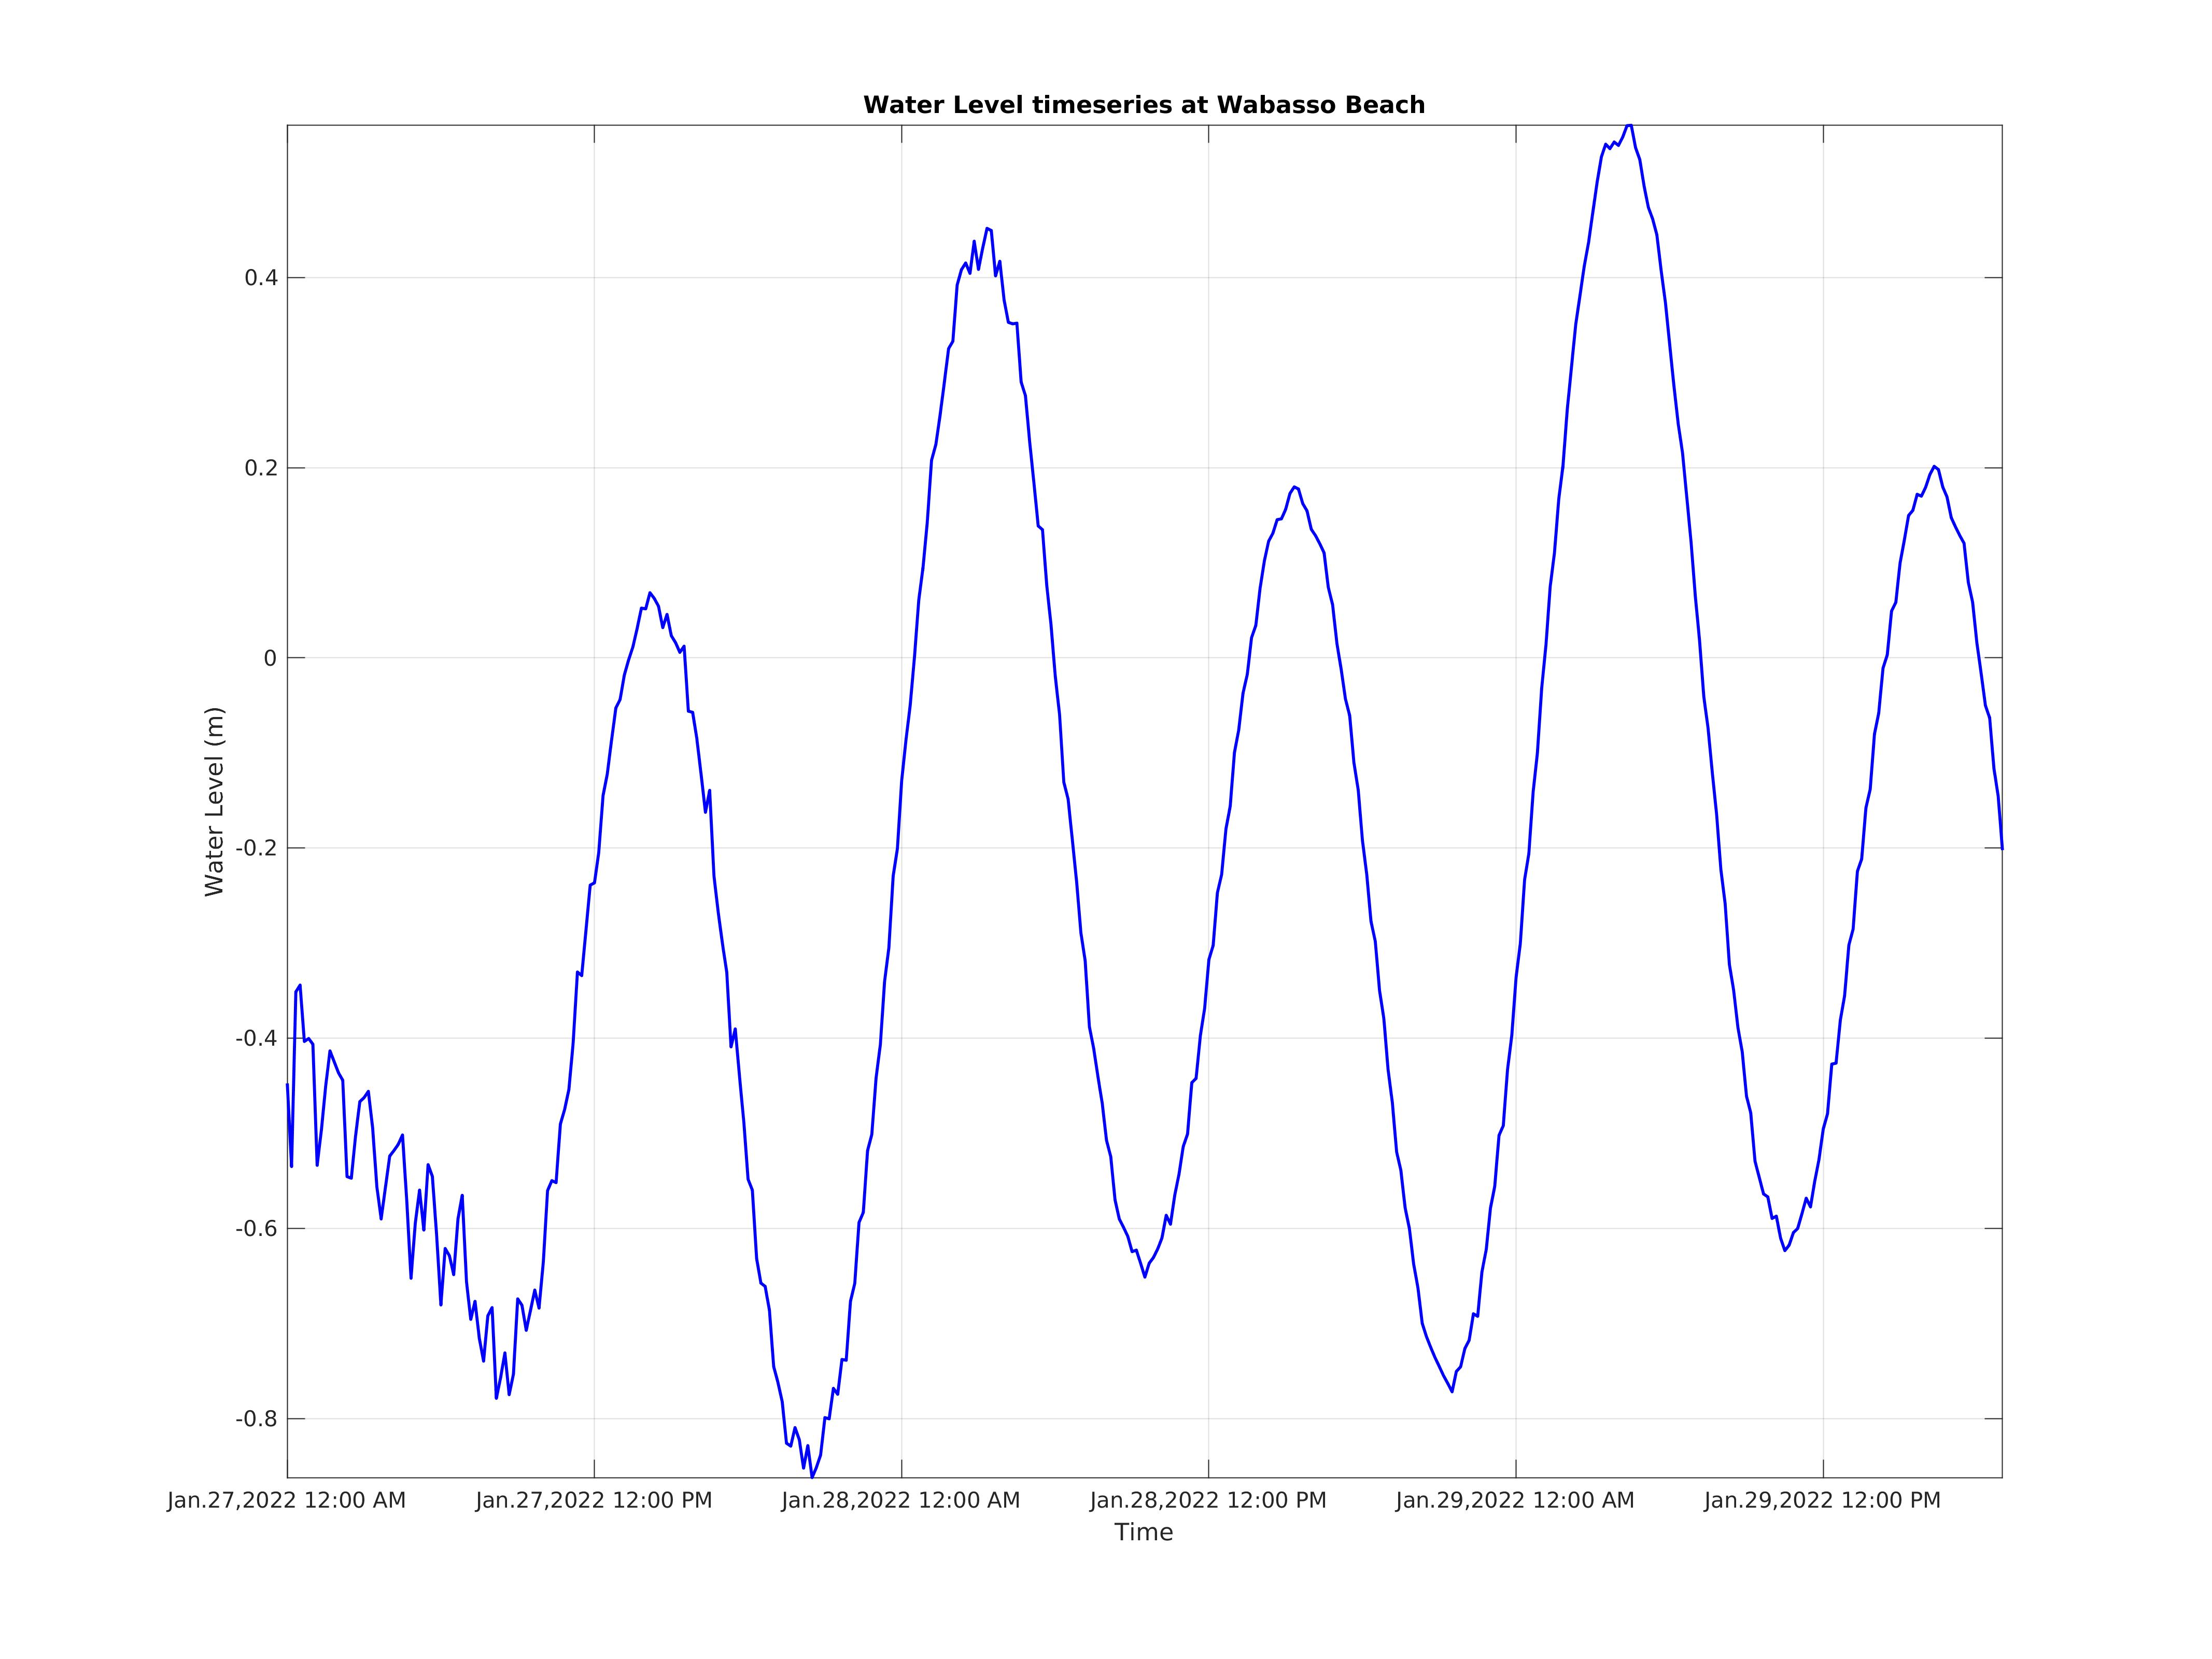 Water Level timeseries at Wabasso Beach
0.4
0.2
0
-0.2
-0.4
-0.6
-0.8
Water Level (m)
Jan.27,2022 12:00 AM
Jan.27,2022 12:00 PM
Jan.28,2022 12:00 AM
Jan.28,2022 12:00 PM
Jan.29,2022 12:00 AM
Jan.29,2022 12:00 PM
Time